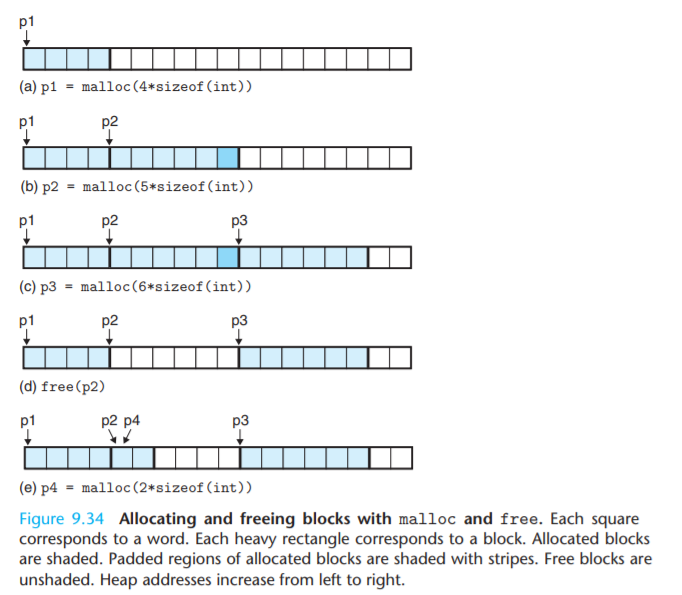 p1
(a) p1 = malloc(4*sizeof(int))
p1 p2
(b) p2 = malloc(5*sizeof(int))
p1 p2 p3
(c) p3 = malloc(6*sizeof(int))
p1 p2 p3
(d) free(p2)
p1 p2 p4 p3
(e) p4 = malloc(2*sizeof(int))
Figure 9.34 Allocating and freeing blocks with malloc and free. Each square
corresponds to a word. Each heavy rectangle corresponds to a block. Allocated blocks
are shaded. Padded regions of allocated blocks are shaded with stripes. Free blocks are
unshaded. Heap addresses increase from left to right.